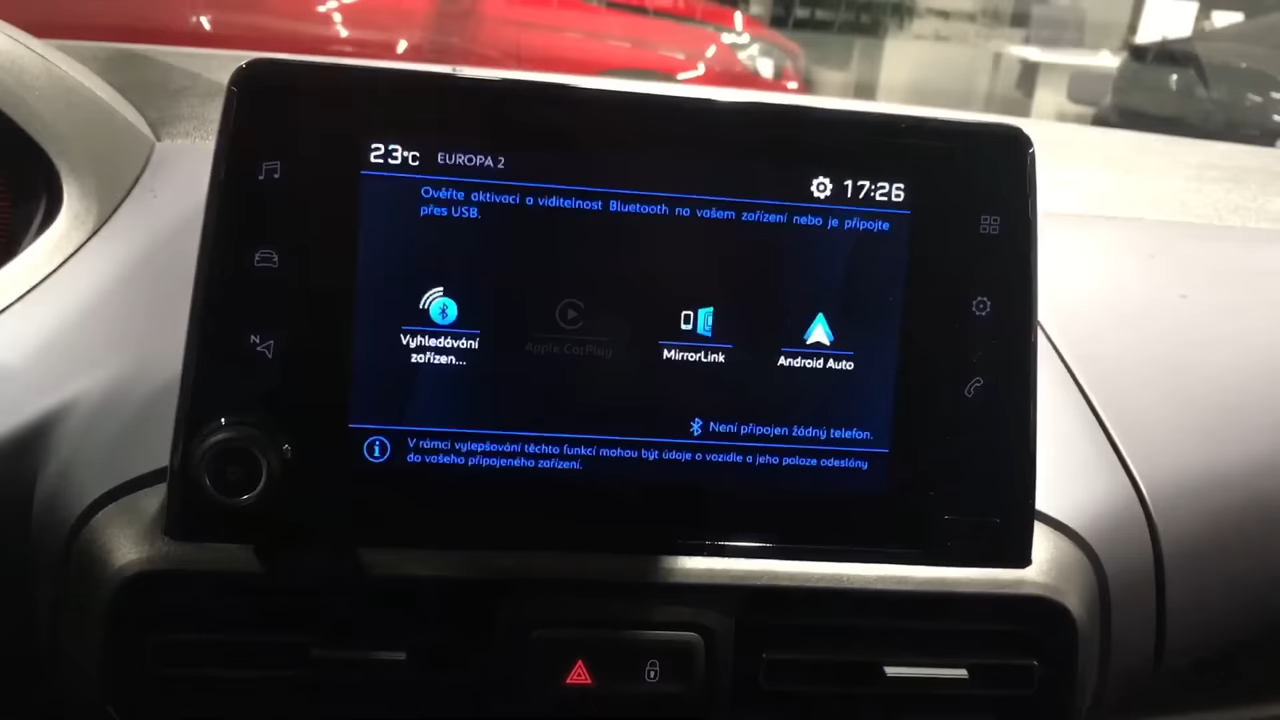 23°C EUROPA 2
17:26
Ověřte aktivaci a viditelnost Bluetooth na vašem zařízení nebo je připojte
přes USB.
Vyhledávání
zařízen...
Apple CarPlay
MirrorLink
Android Auto
Není připojen žádný telefon.
V rámci vylepšování těchto funkcí mohou být údaje o vozidle a jeho poloze odeslány
do vašeho připojeného zařízení.
N